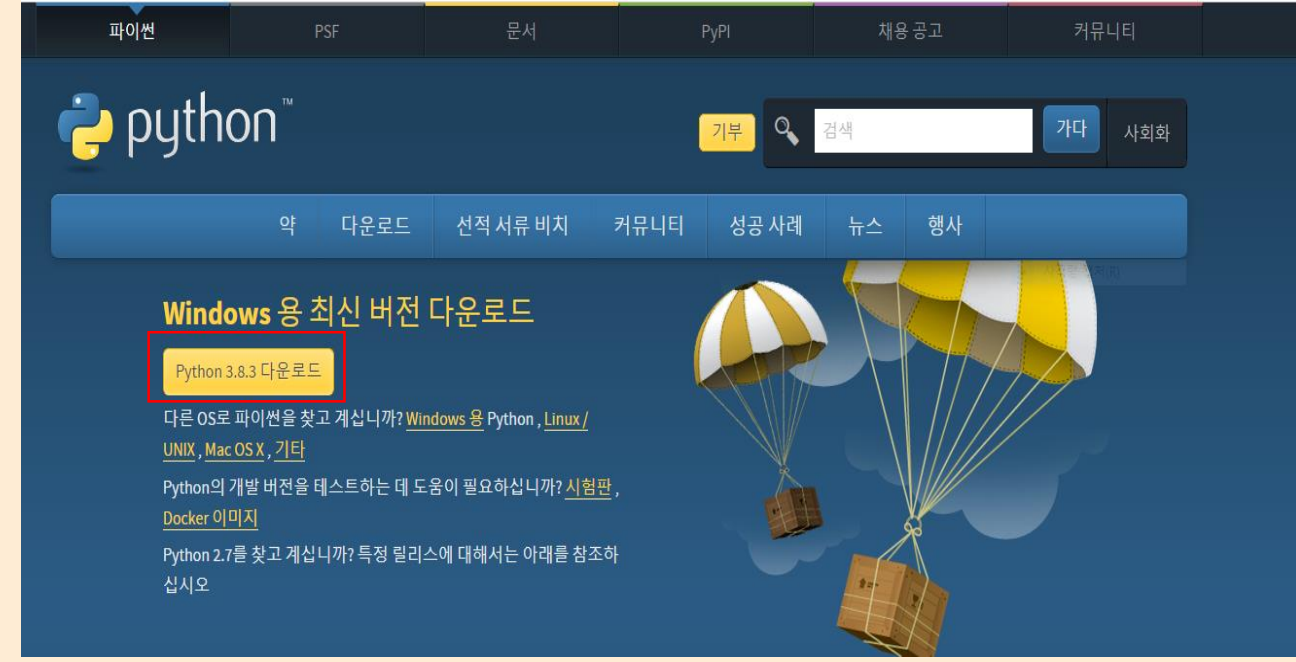 파이썬 PSF 문서 PyPI 채용 공고 커뮤니티
python™
기부 검색 가다 사회화
약 다운로드 선적 서류 비치 커뮤니티 성공 사례 뉴스 행사
Windows 용 최신 버전 다운로드
Python 3.8.3 다운로드
다른 OS로 파이썬을 찾고 계십니까? Windows 용 Python , Linux /
UNIX , Mac OS X , 기타
Python의 개발 버전을 테스트하는 데 도움이 필요하십니까? 시험판 ,
Docker 이미지
Python 2.7를 찾고 계십니까? 특정 릴리스에 대해서는 아래를 참조하
십시오